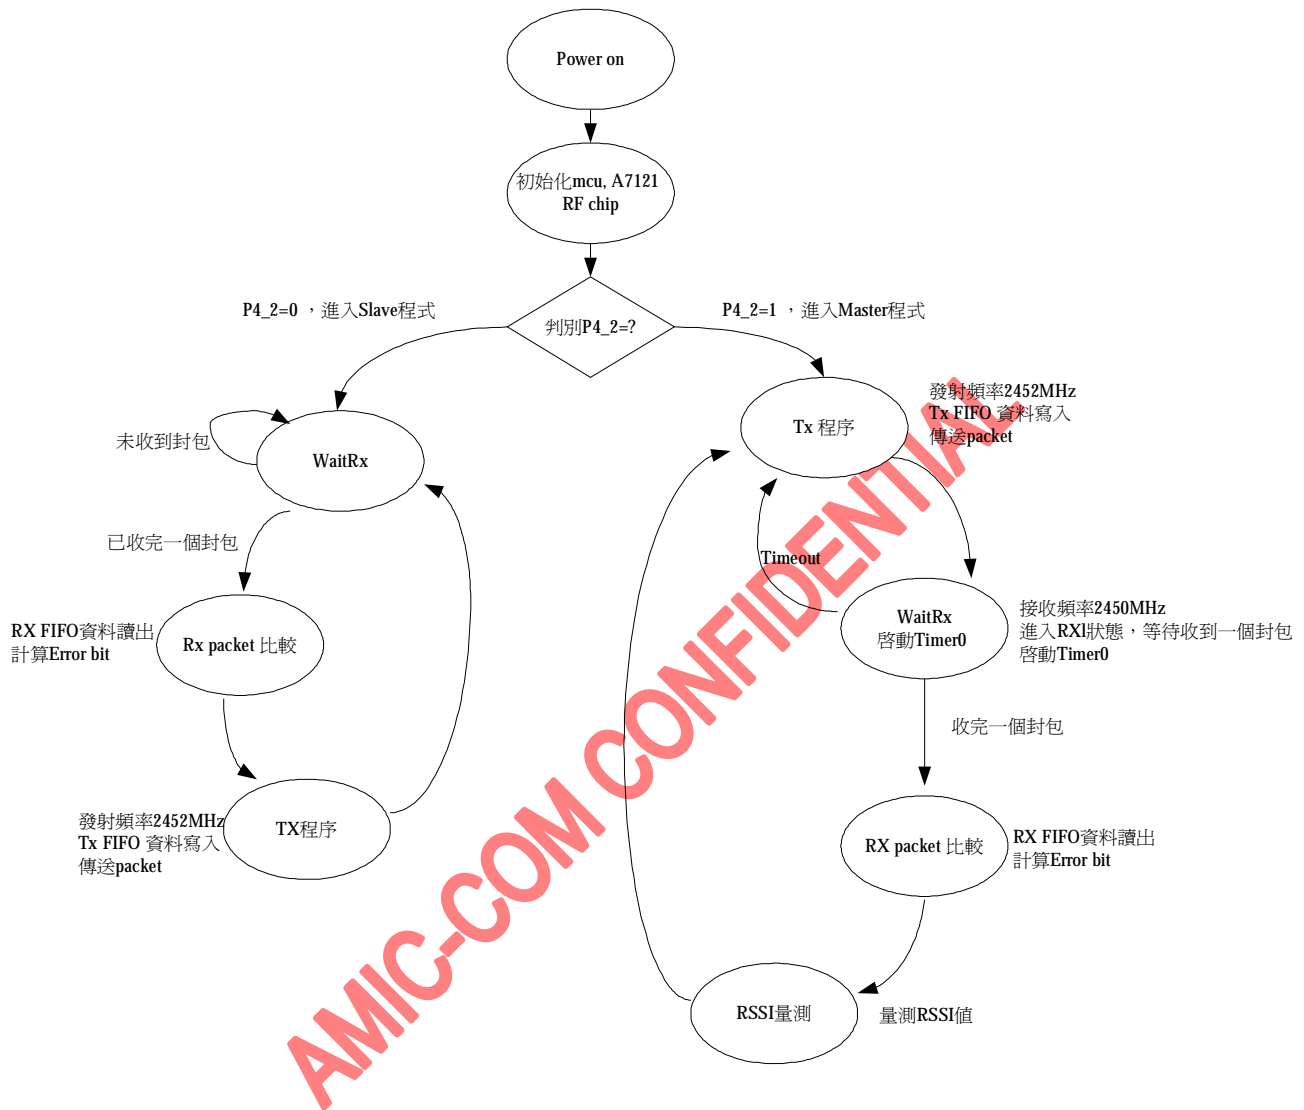 Power on
初始化mcu, A7121
RF chip
P4_2=0 ，進入Slave程式
P4_2=1 ，進入Master程式
判別P4_2=?
發射頻率2452MHz
Tx FIFO 資料寫入
傳送packet
Tx 程序
未收到封包
WaitRx
已收完一個封包
Timeout
WaitRx
啓動Timer0
接收頻率2450MHz
進入RXl狀態，等待收到一個封包
啓動Timer0
RX FIFO資料讀出
計算Error bit
Rx packet 比較
收完一個封包
發射頻率2452MHz
Tx FIFO 資料寫入
傳送packet
TX程序
RX packet 比較
RX FIFO資料讀出
計算Error bit
RSSI量測
量測RSSI値
AMIC-COM CONFIDENTIAL